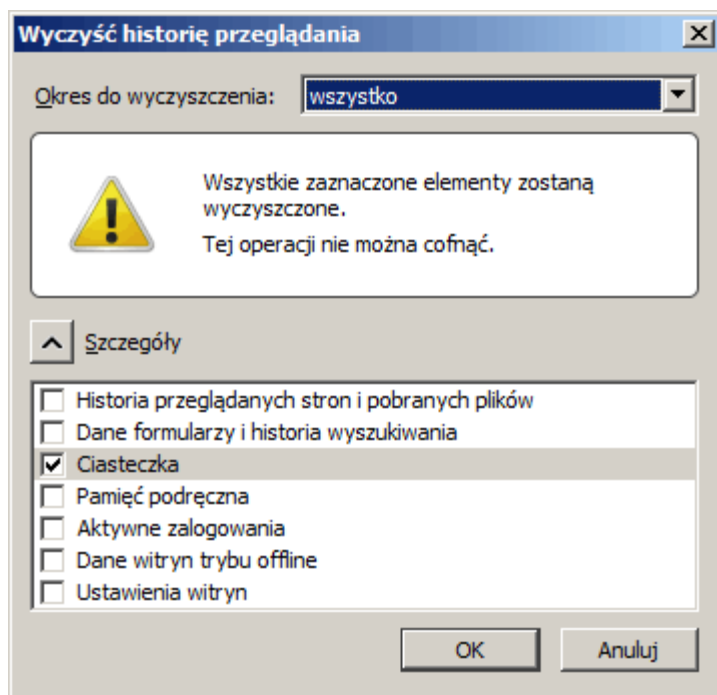 Wyczyść historię przeglądania
Okres do wyczyszczenia: wszystko
Wszystkie zaznaczone elementy zostaną
wyczyszczone.
Tej operacji nie można cofnąć.
Szczegóły
Historia przeglądanych stron i pobranych plików
Dane formularzy i historia wyszukiwania
Ciasteczka
Pamięć podręczna
Aktywne zalogowania
Dane witryn trybu offline
Ustawienia witryn
OK Anuluj